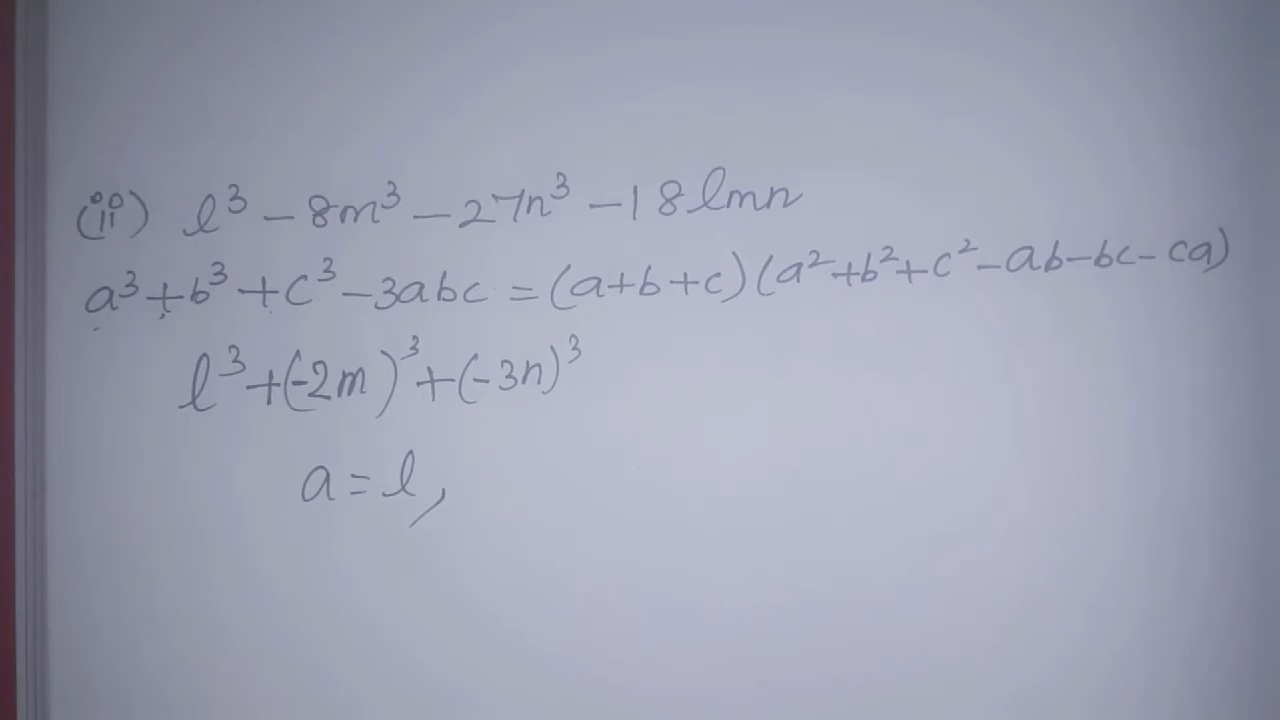 (ii) l³ - 8m³ - 27n³ - 18lmn
a³ + b³ + c³ - 3abc = (a+b+c)(a²+b²+c²-ab-bc-ca)
l³ + (-2m)³ + (-3n)³
a = l,